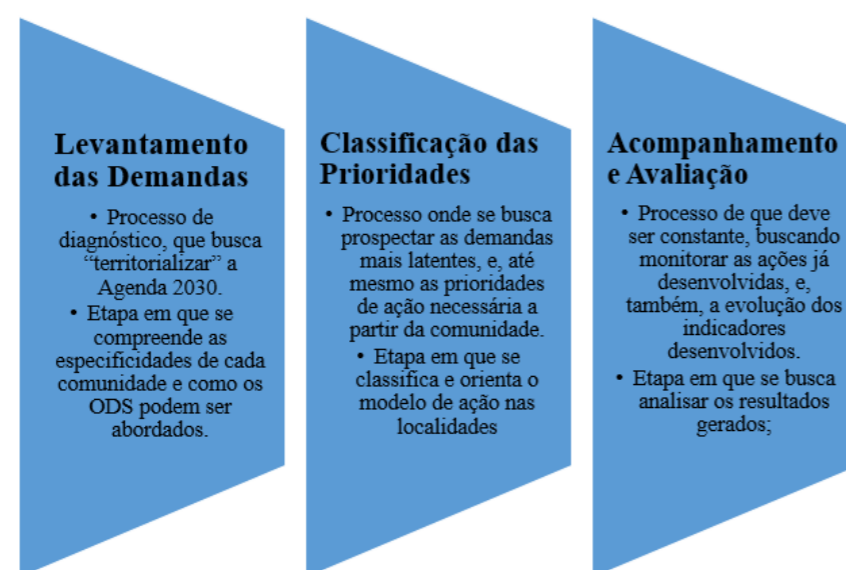 Levantamento
das Demandas
• Processo de
diagnóstico, que busca
“territorializar” a
Agenda 2030.
• Etapa em que se
compreende as
especificidades de cada
comunidade e como os
ODS podem ser
abordados.
Classificação das
Prioridades
• Processo onde se busca
prospectar as demandas
mais latentes, e, até
mesmo as prioridades
de ação necessária a
partir da comunidade.
• Etapa em que se
classifica e orienta o
modelo de ação nas
localidades
Acompanhamento
e Avaliação
• Processo de que deve
ser constante, buscando
monitorar as ações já
desenvolvidas, e,
também, a evolução dos
indicadores
desenvolvidos.
• Etapa em que se busca
analisar os resultados
gerados;